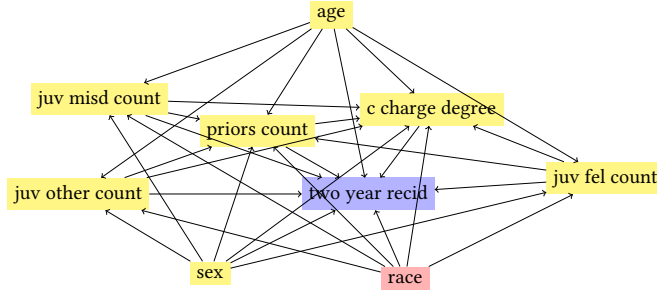 age
juv misd count
c charge degree
priors count
juv fel count
juv other count
two year recid
sex
race